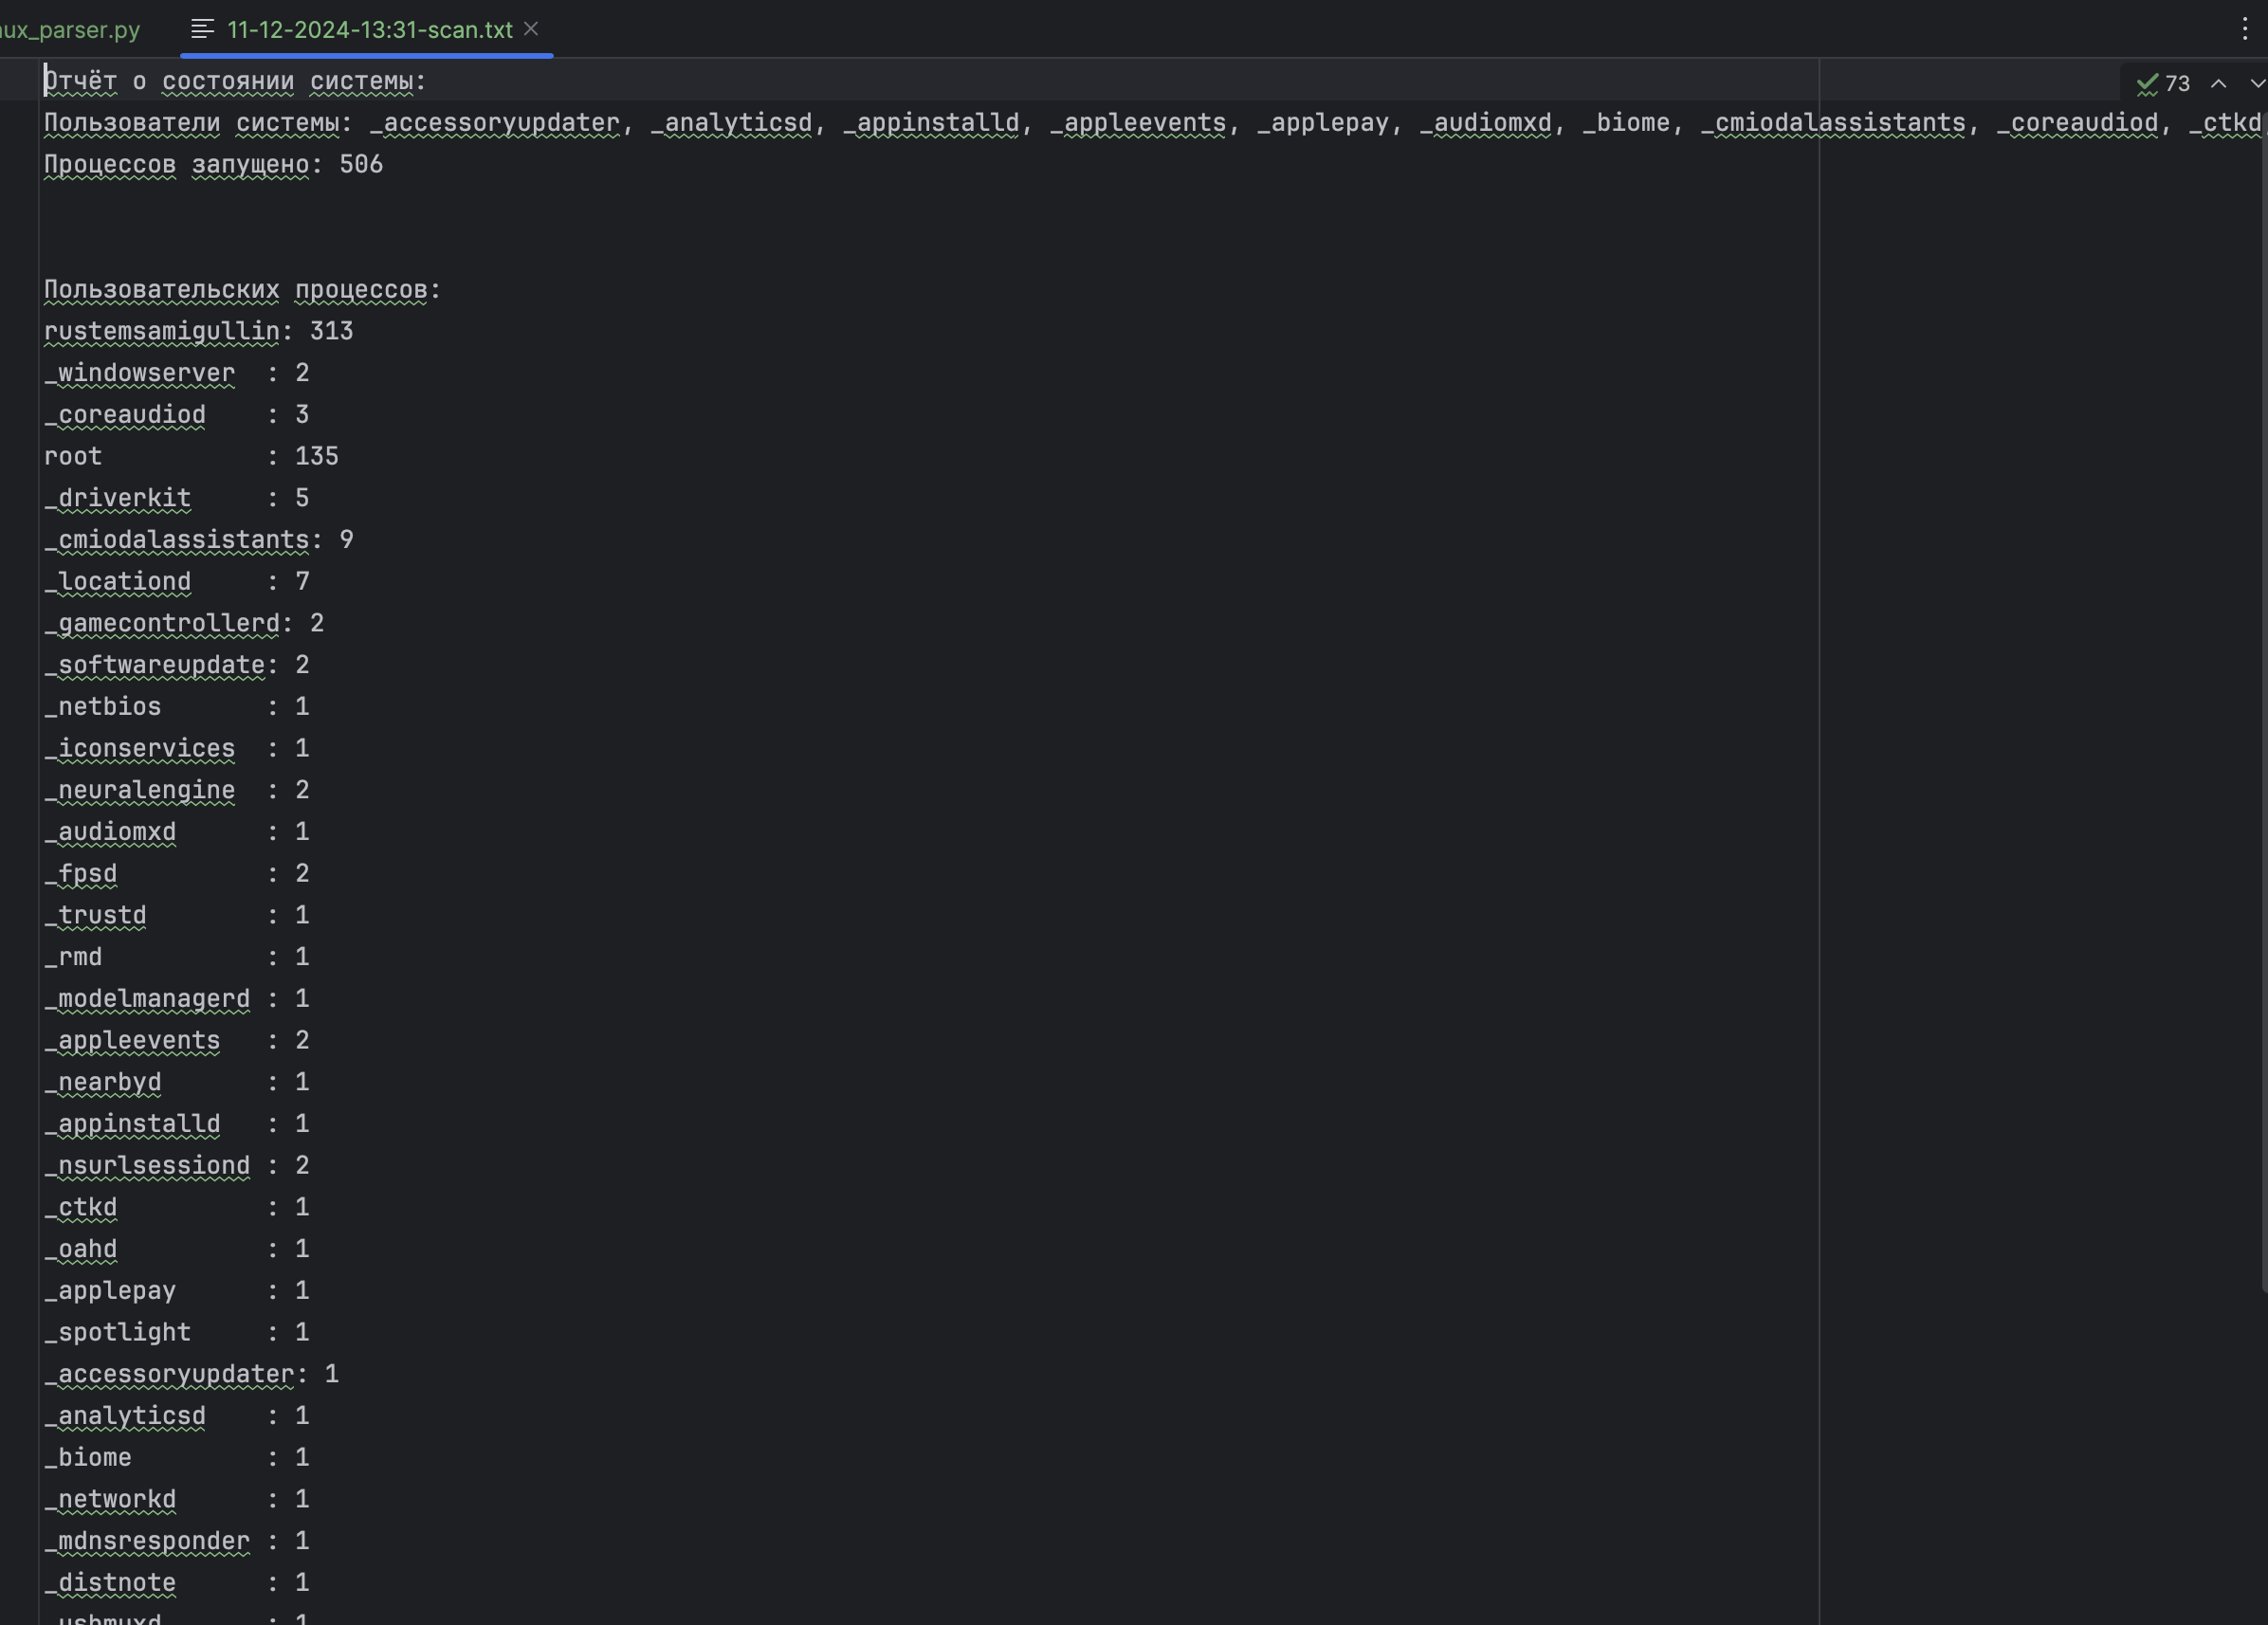 ux_parser.py
11-12-2024-13:31-scan.txt
Отчёт о состоянии системы:
73
Пользователи системы: _accessoryupdater, _analyticsd, _appinstalld, _appleevents, _applepay, _audiomxd, _biome, _cmiodalassistants, _coreaudiod, _ctkd
Процессов запущено: 506
Пользовательских процессов:
rustemsamigullin: 313
_windowserver  : 2
_coreaudiod    : 3
root           : 135
_driverkit     : 5
_cmiodalassistants: 9
_locationd     : 7
_gamecontrollerd: 2
_softwareupdate: 2
_netbios       : 1
_iconservices  : 1
_neuralengine  : 2
_audiomxd      : 1
_fpsd          : 2
_trustd        : 1
_rmd           : 1
_modelmanagerd : 1
_appleevents   : 2
_nearbyd       : 1
_appinstalld   : 1
_nsurlsessiond : 2
_ctkd          : 1
_oahd          : 1
_applepay      : 1
_spotlight     : 1
_accessoryupdater: 1
_analyticsd    : 1
_biome         : 1
_networkd      : 1
_mdnsresponder : 1
_distnote      : 1
_usbmuxd       : 1